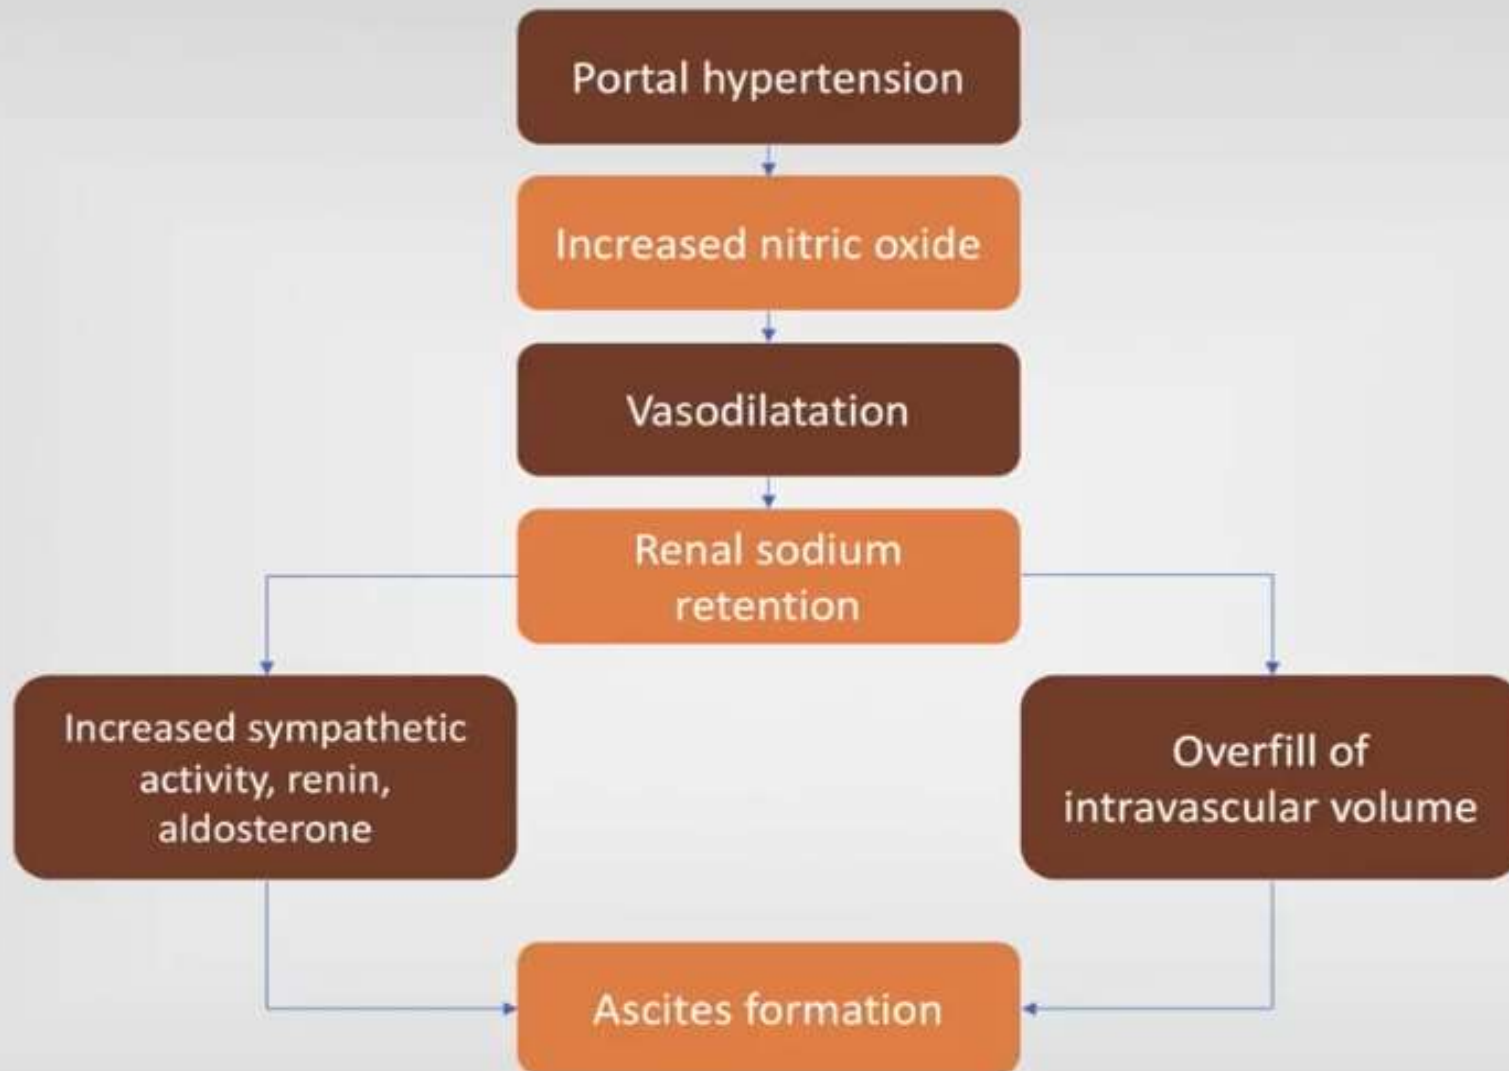 Portal hypertension
Increased nitric oxide
Vasodilatation
Renal sodium
retention
Increased sympathetic
activity, renin,
aldosterone
Overfill of
intravascular volume
Ascites formation